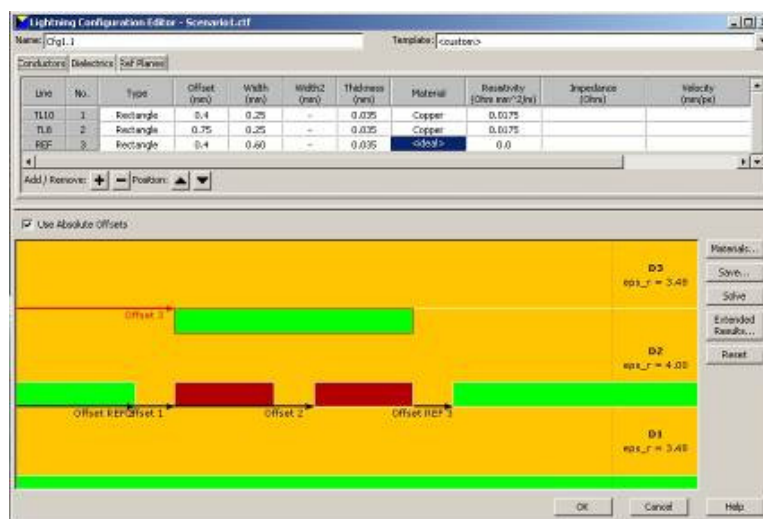 Lightning Configuration Editor - Scenario1.ctf
Name: Cfg1.1 Template: <custom>
Conductors Dielectrics Ref Planes
Line No. Type Offset (mm) Width (mm) Width2 (mm) Thickness (mm) Material Resistivity (Ohm mm^2/m) Impedance (Ohm) Velocity (mm/ps)
TL10 1 Rectangle 0.4 0.25 - 0.035 Copper 0.0175
TL8 2 Rectangle 0.75 0.25 - 0.035 Copper 0.0175
REF 3 Rectangle 0.4 0.60 - 0.035 <ideal> 0.0
Add / Remove: Position:
Use Absolute Offsets
Materials...
Save...
Solve
Extended Results...
Reset
D3
eps_r = 3.48
Offset 3
D2
eps_r = 4.00
Offset REF Offset 1 Offset 2 Offset REF 3
D1
eps_r = 3.48
OK Cancel Help